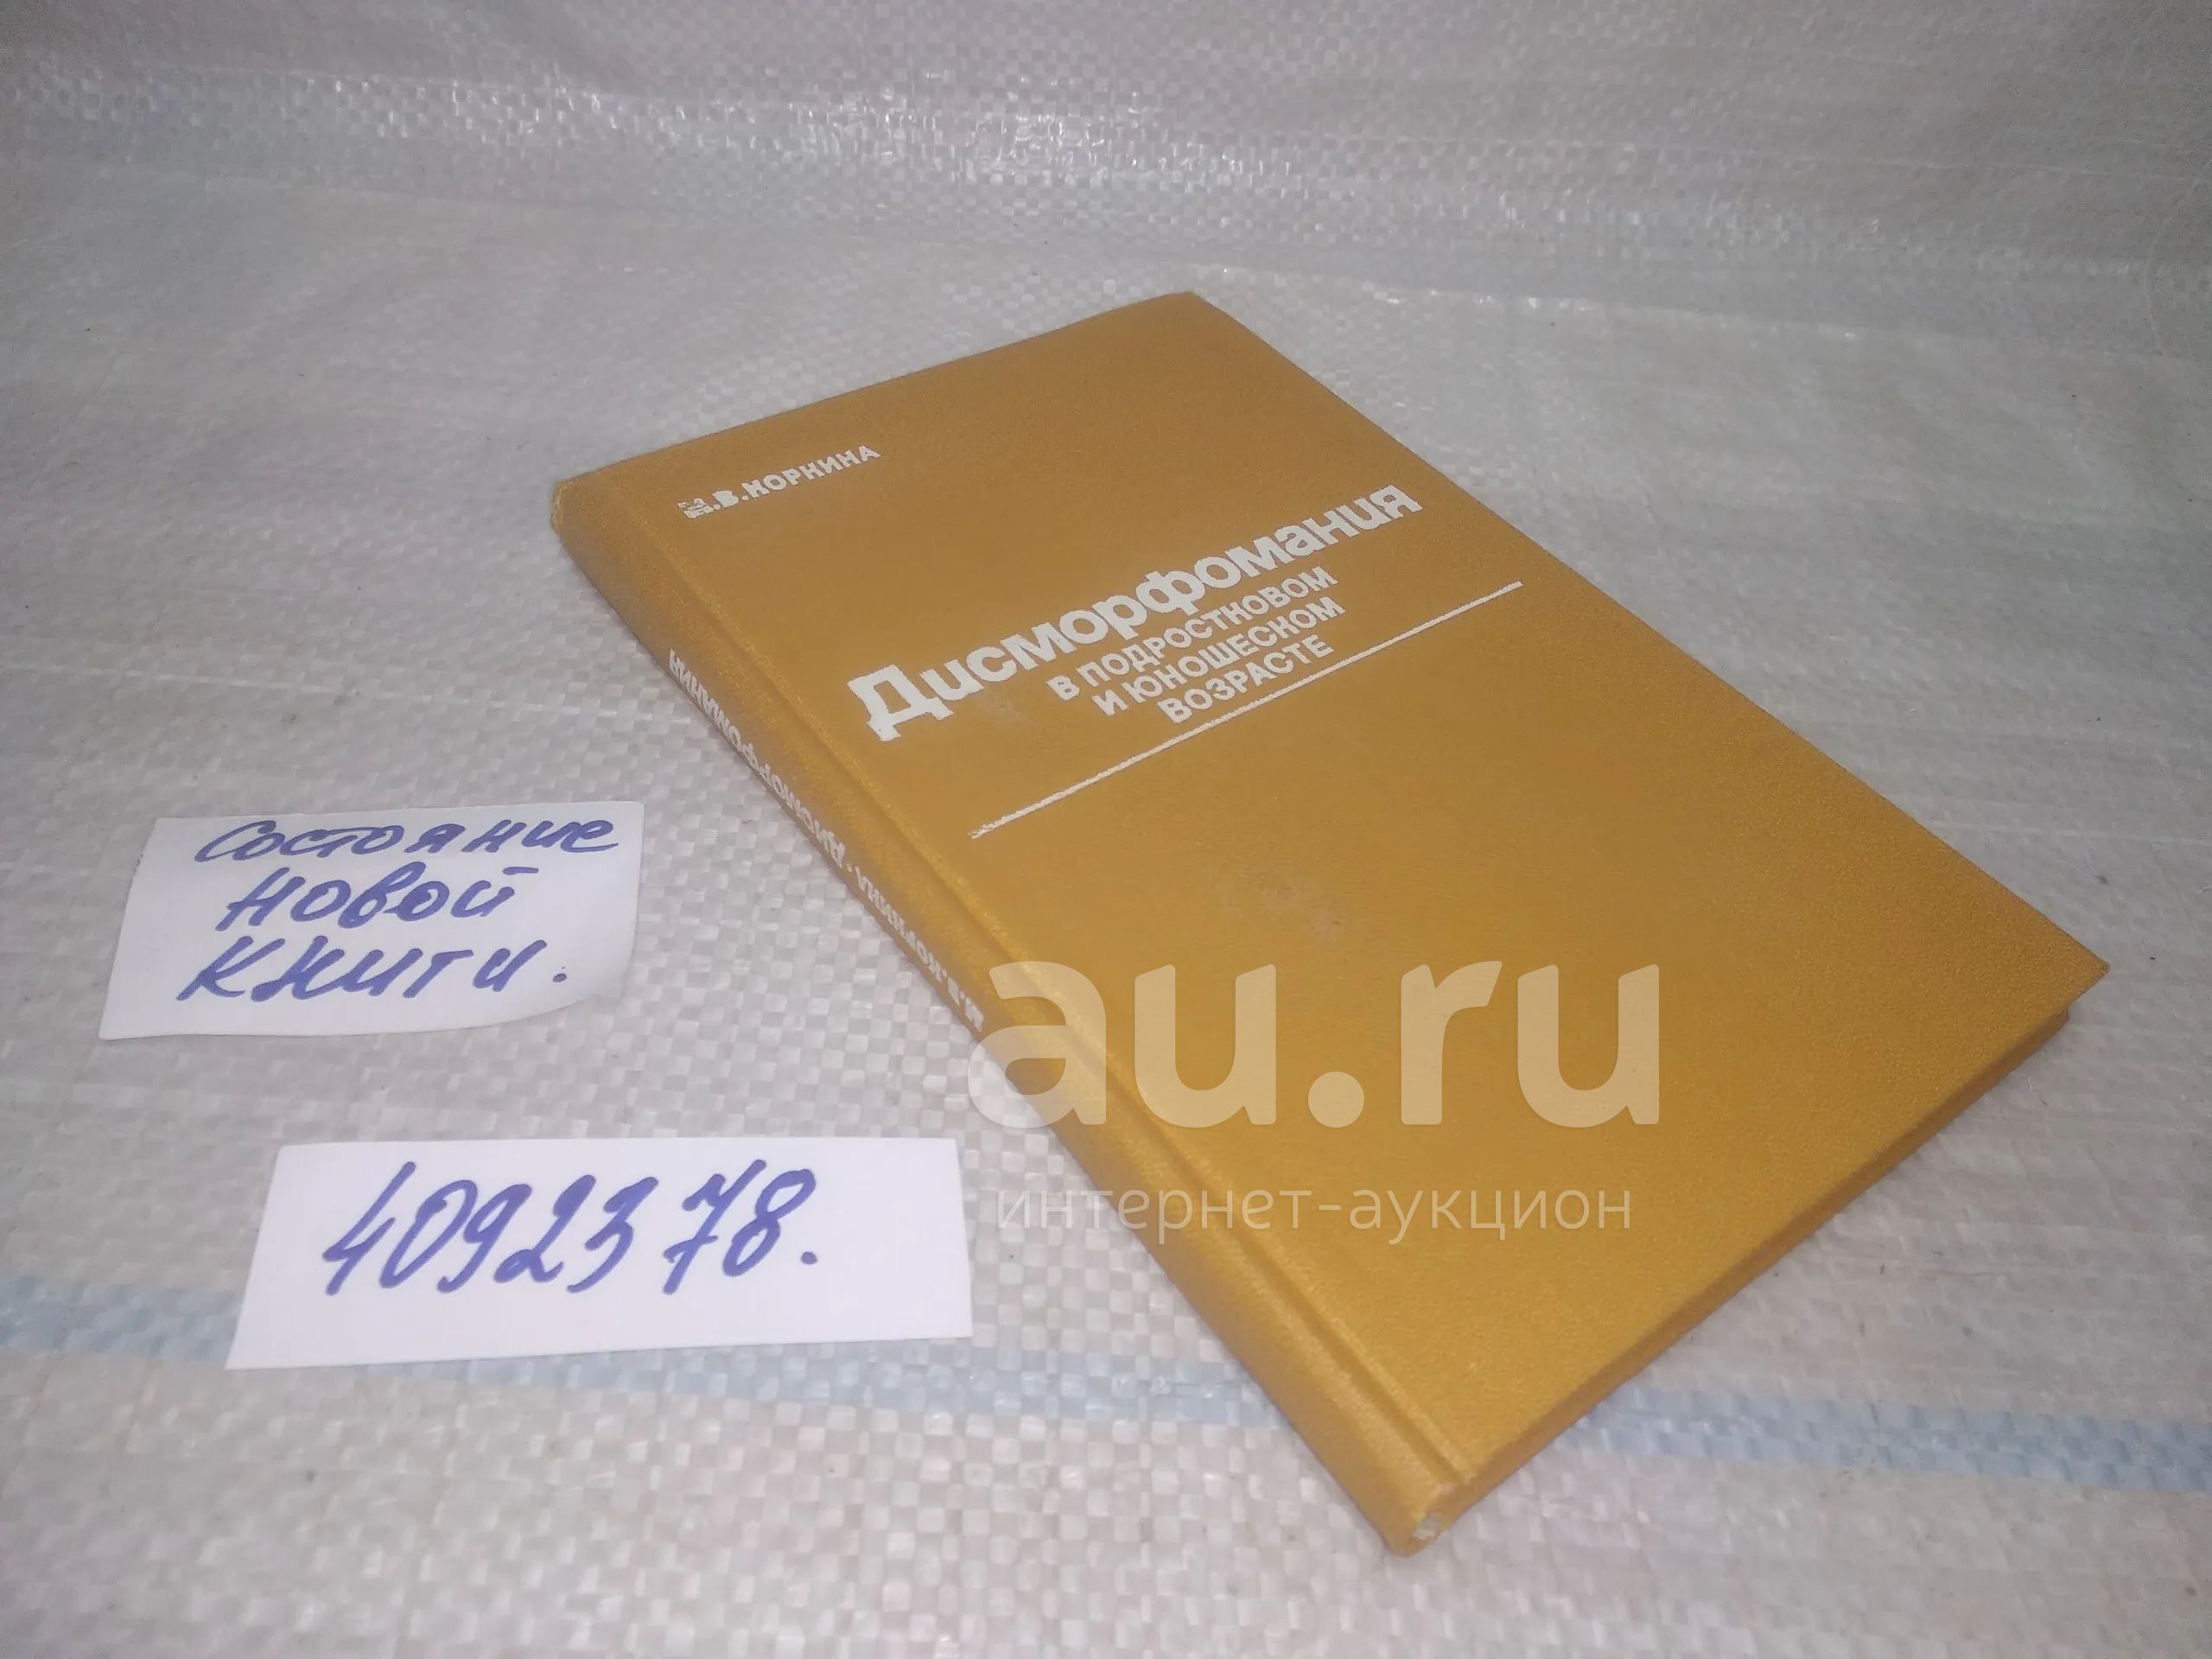 М.В.КОРКИНА
Дисморфомания
В ПОДРОСТКОВОМ
И ЮНОШЕСКОМ
ВОЗРАСТЕ
М.В.КОРКИНА · ДИСМОРФОМАНИЯ
Состояние
новой
книги.
4092378.
au.ru
интернет-аукцион